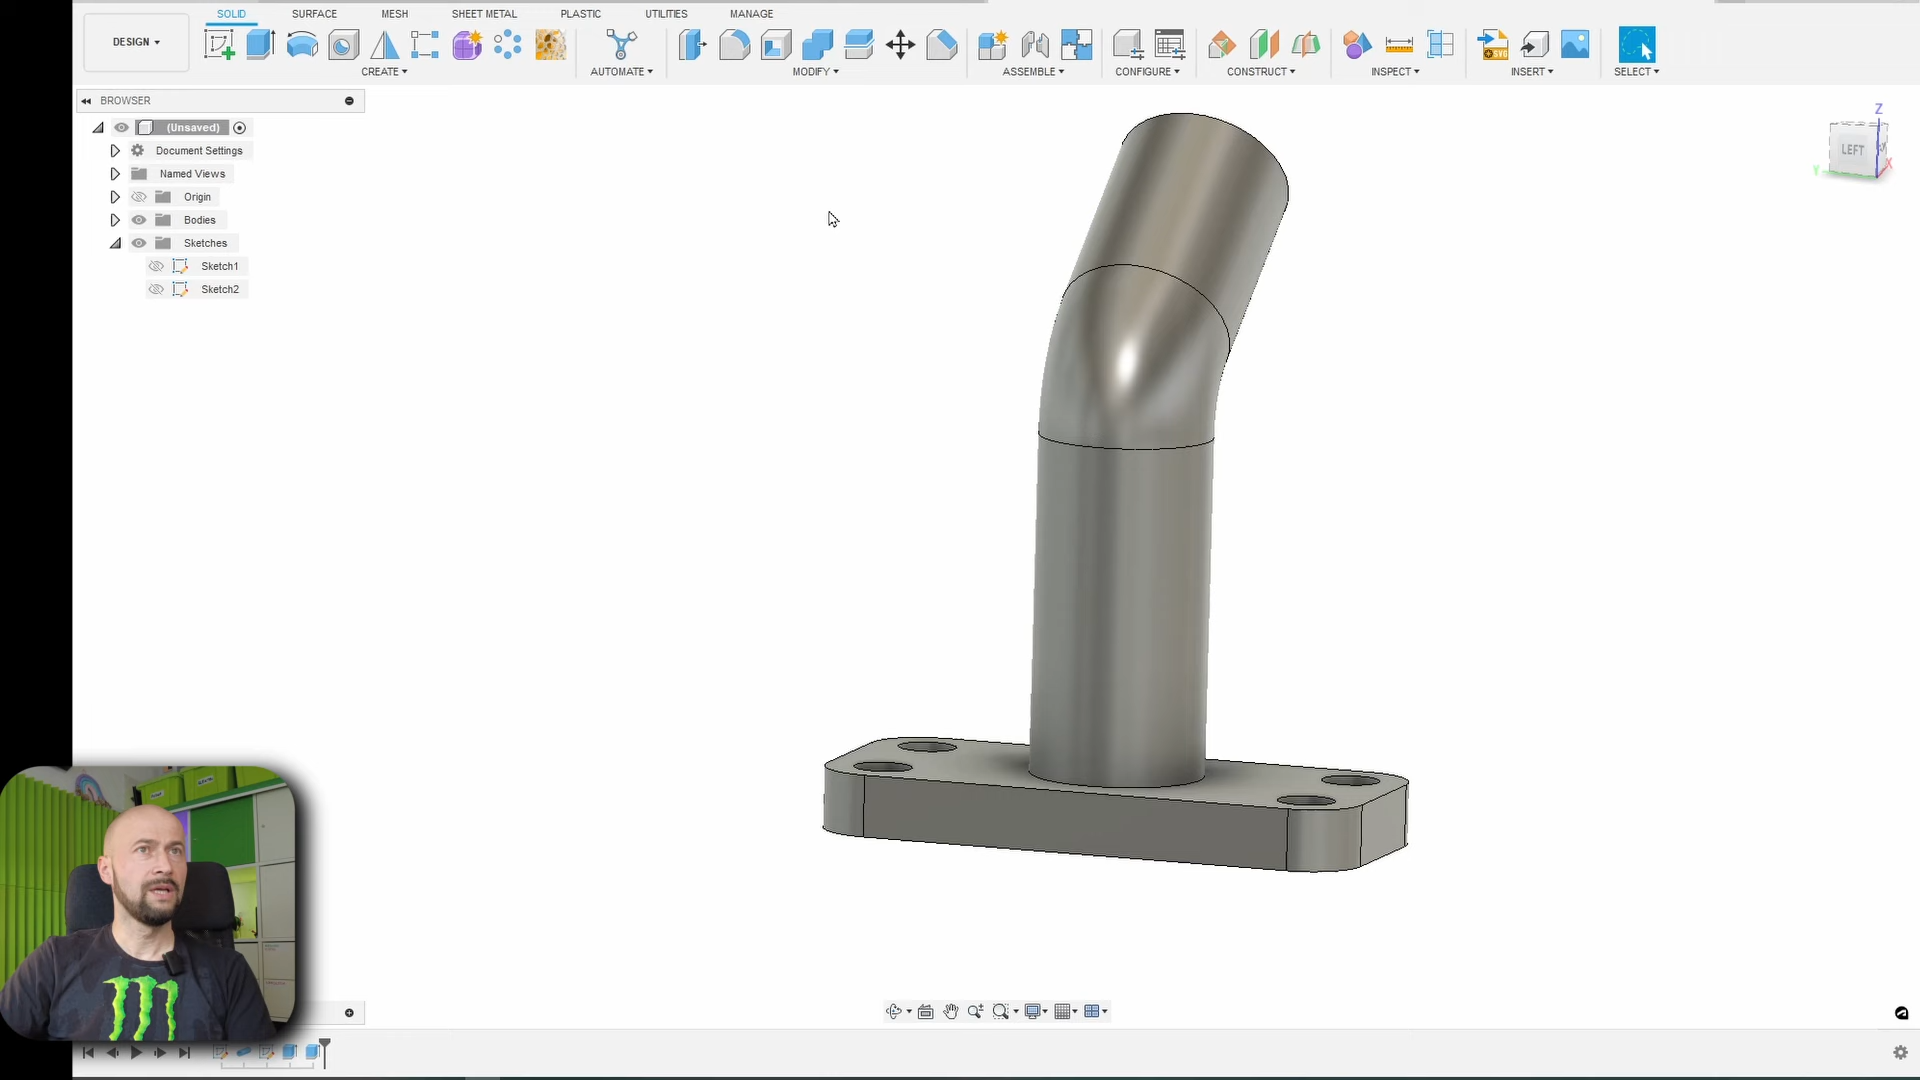 SOLID SURFACE MESH SHEET METAL PLASTIC UTILITIES MANAGE
DESIGN
CREATE AUTOMATE MODIFY ASSEMBLE CONFIGURE CONSTRUCT INSPECT INSERT SELECT
BROWSER
(Unsaved)
Document Settings
Named Views
Origin
Bodies
Sketches
Sketch1
Sketch2
Z
LEFT
Y
X